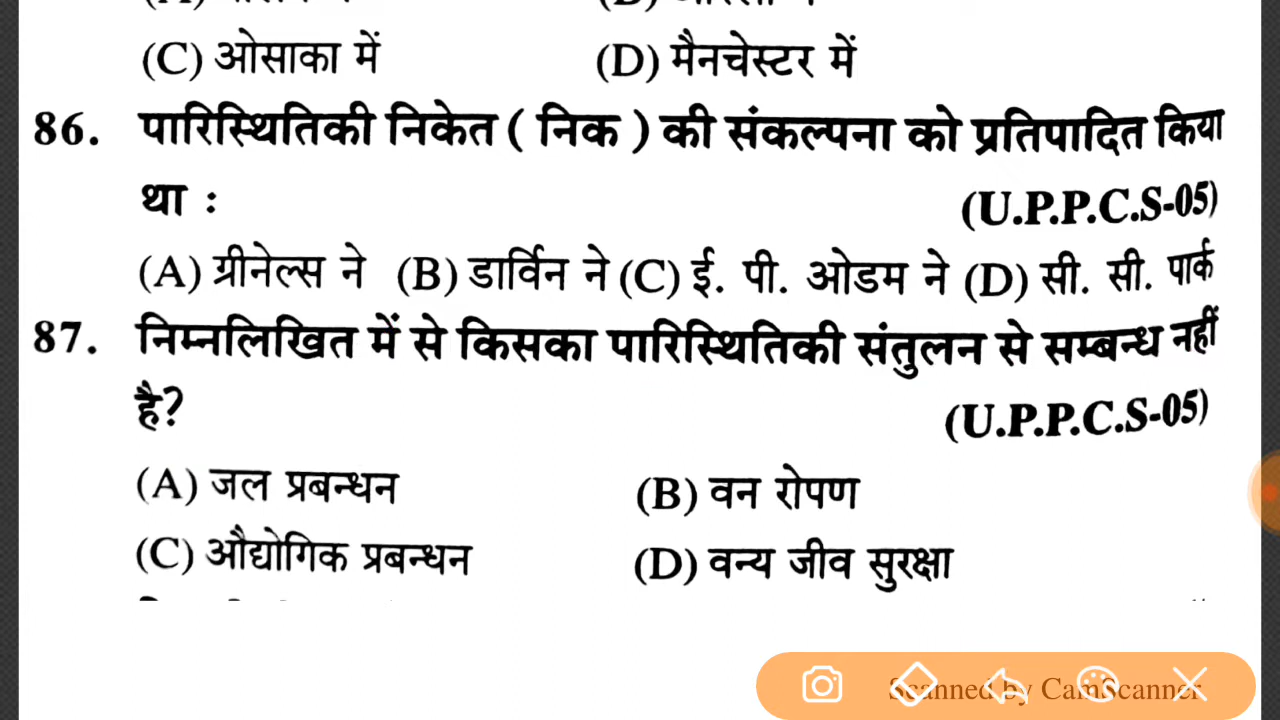 (C) ओसाका में (D) मैनचेस्टर में
86. पारिस्थितिकी निकेत ( निक ) की संकल्पना को प्रतिपादित किया
था : (U.P.P.C.S-05)
(A) ग्रीनेल्स ने (B) डार्विन ने (C) ई. पी. ओडम ने (D) सी. सी. पार्क
87. निम्नलिखित में से किसका पारिस्थितिकी संतुलन से सम्बन्ध नहीं
है? (U.P.P.C.S-05)
(A) जल प्रबन्धन (B) वन रोपण
(C) औद्योगिक प्रबन्धन (D) वन्य जीव सुरक्षा
Scanned by CamScanner